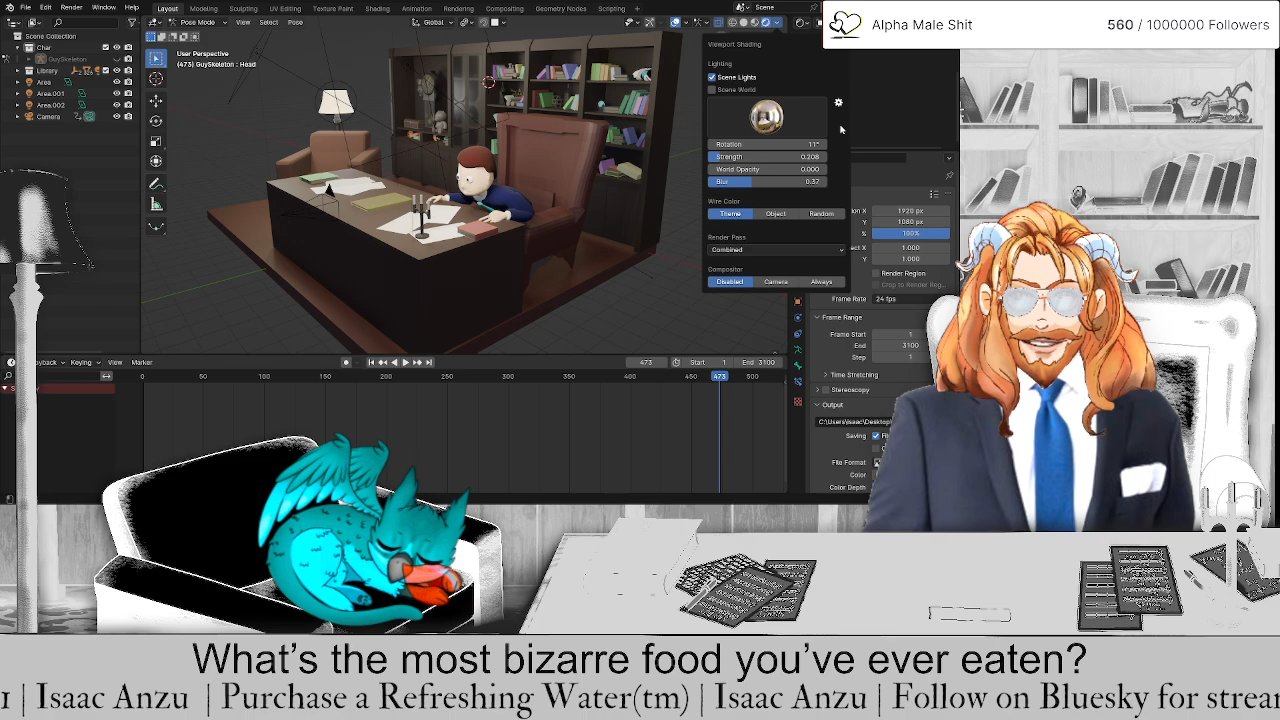 File Edit Render Window Help Layout Modeling Sculpting UV Editing Texture Paint Shading Animation Rendering Compositing Geometry Nodes Scripting Scene
Alpha Male Shit 560 / 1000000 Followers
Pose Mode View Select Pose Global
Scene Collection
Char
GuySkeleton
Library
Area
Area.001
Area.002
Camera
User Perspective
(473) GuySkeleton : Head
Viewport Shading
Lighting
Scene Lights
Scene World
Rotation 11°
Strength 0.208
World Opacity 0.000
Blur 0.37
Wire Color
Theme Object Random
Render Pass
Combined
Compositor
Disabled Camera Always
X 1920 px
Y 1080 px
% 100%
X 1.000
Y 1.000
Render Region
Crop to Render Reg...
Frame Rate 24 fps
Frame Range
Frame Start 1
End 3100
Step 1
Time Stretching
Stereoscopy
Output
C:\Users\isaac\Desktop\
Saving
File Format
Color
Color Depth
Keying View Marker 473 Start 1 End 3100
0 50 100 150 200 250 300 350 400 450 473 500
What's the most bizarre food you've ever eaten?
| Isaac Anzu | Purchase a Refreshing Water(tm) | Isaac Anzu | Follow on Bluesky for